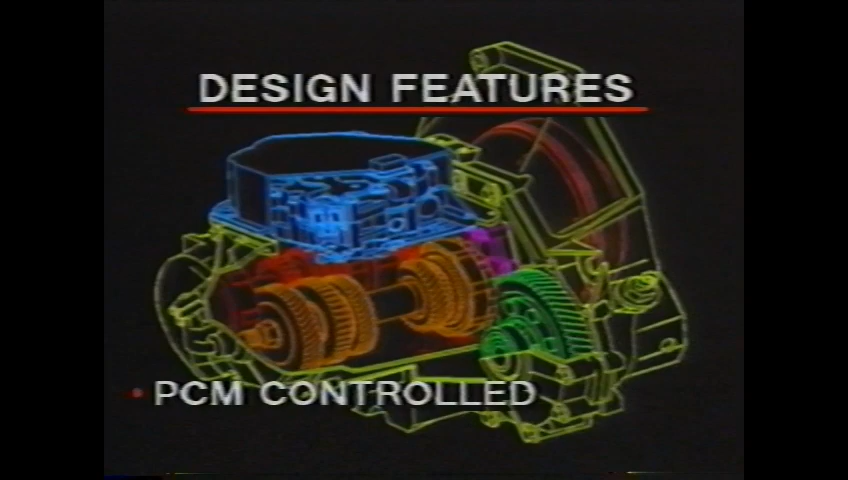 DESIGN FEATURES
• PCM CONTROLLED